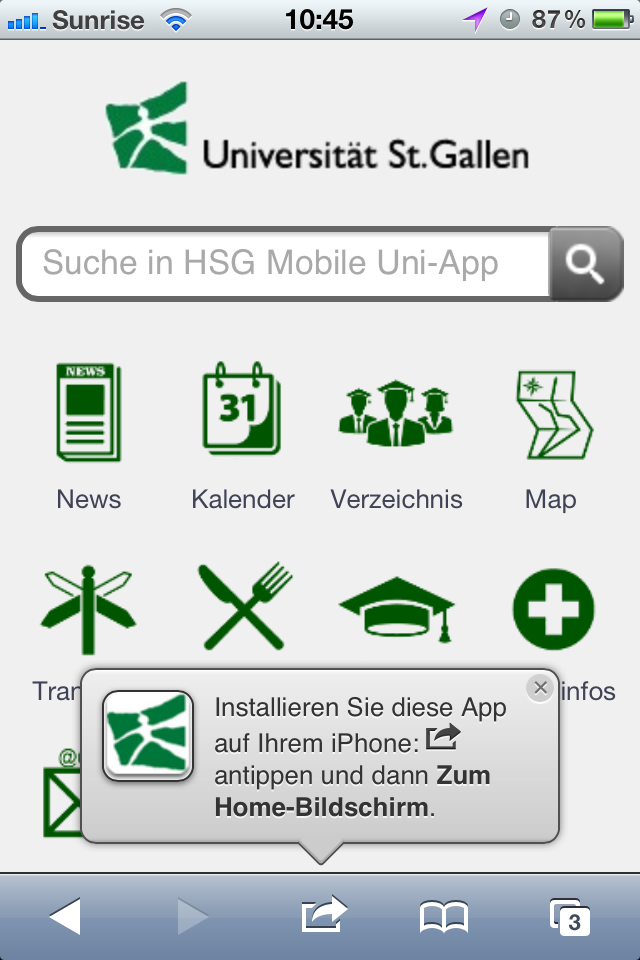 Sunrise 10:45 87%
Universität St.Gallen
Suche in HSG Mobile Uni-App
NEWS 31
News Kalender Verzeichnis Map
Installieren Sie diese App
auf Ihrem iPhone:
antippen und dann Zum
Home-Bildschirm.
infos
3